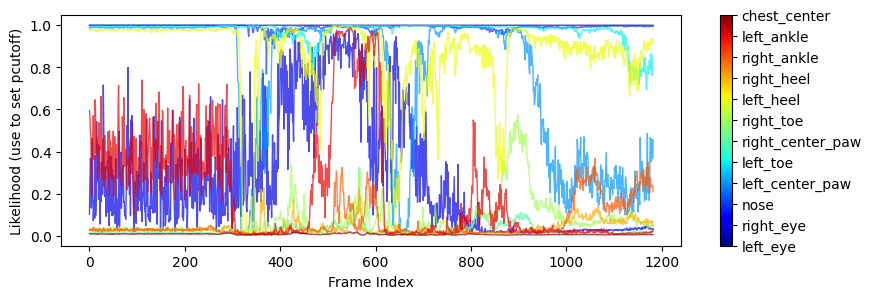 Likelihood (use to set pcutoff)
1.0
0.8
0.6
0.4
0.2
0.0
0 200 400 600 800 1000 1200
Frame Index
chest_center
left_ankle
right_ankle
right_heel
left_heel
right_toe
right_center_paw
left_toe
left_center_paw
nose
right_eye
left_eye